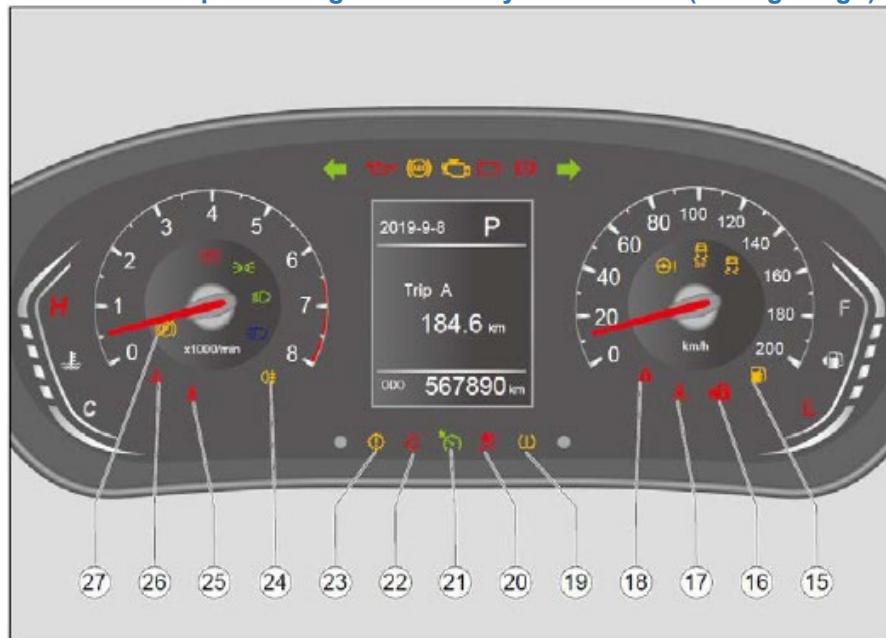 2019-9-8 P
Trip A
184.6 km
ODO 567890 km
0 1 2 3 4 5 6 7 8
x1000/min
H
C
0 20 40 60 80 100 120 140 160 180 200
km/h
F
E
27 26 25 24 23 22 21 20 19 18 17 16 15